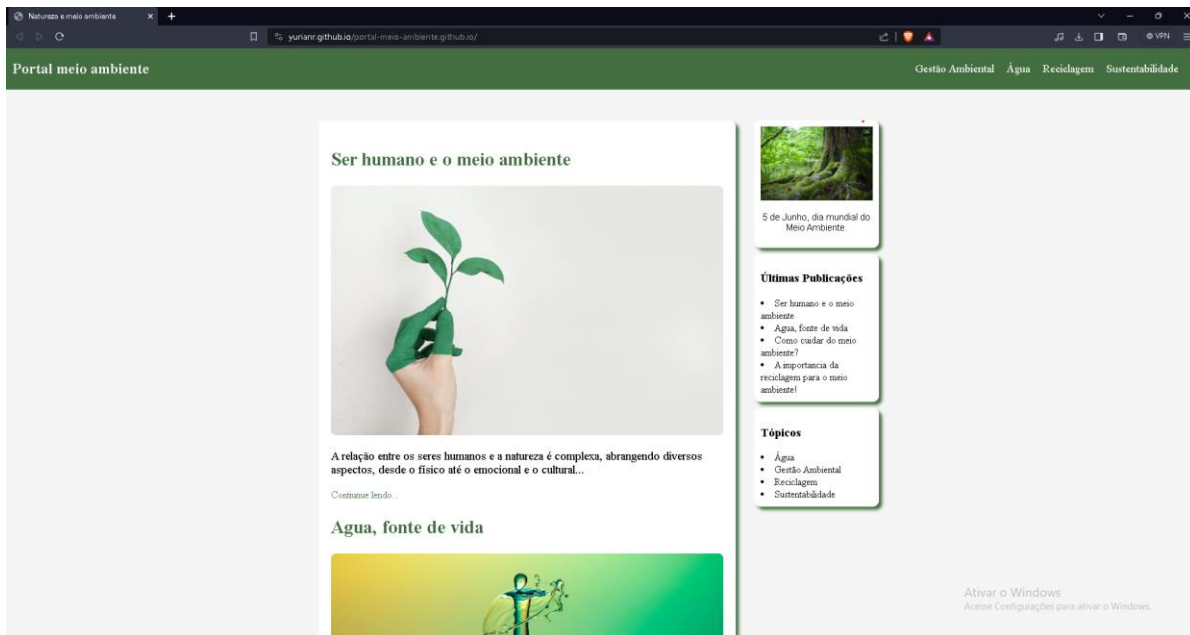 Natureza e meio ambiente
yurianr.github.io/portal-meio-ambiente.github.io/
VPN
Portal meio ambiente
Gestão Ambiental Água Reciclagem Sustentabilidade
Ser humano e o meio ambiente
A relação entre os seres humanos e a natureza é complexa, abrangendo diversos
aspectos, desde o físico até o emocional e o cultural...
Continue lendo...
Agua, fonte de vida
5 de Junho, dia mundial do
Meio Ambiente
Últimas Publicações
• Ser humano e o meio
ambiente
• Agua, fonte de vida
• Como cuidar do meio
ambiente?
• A importancia da
reciclagem para o meio
ambiente!
Tópicos
• Água
• Gestão Ambiental
• Reciclagem
• Sustentabilidade
Ativar o Windows
Acesse Configurações para ativar o Windows.